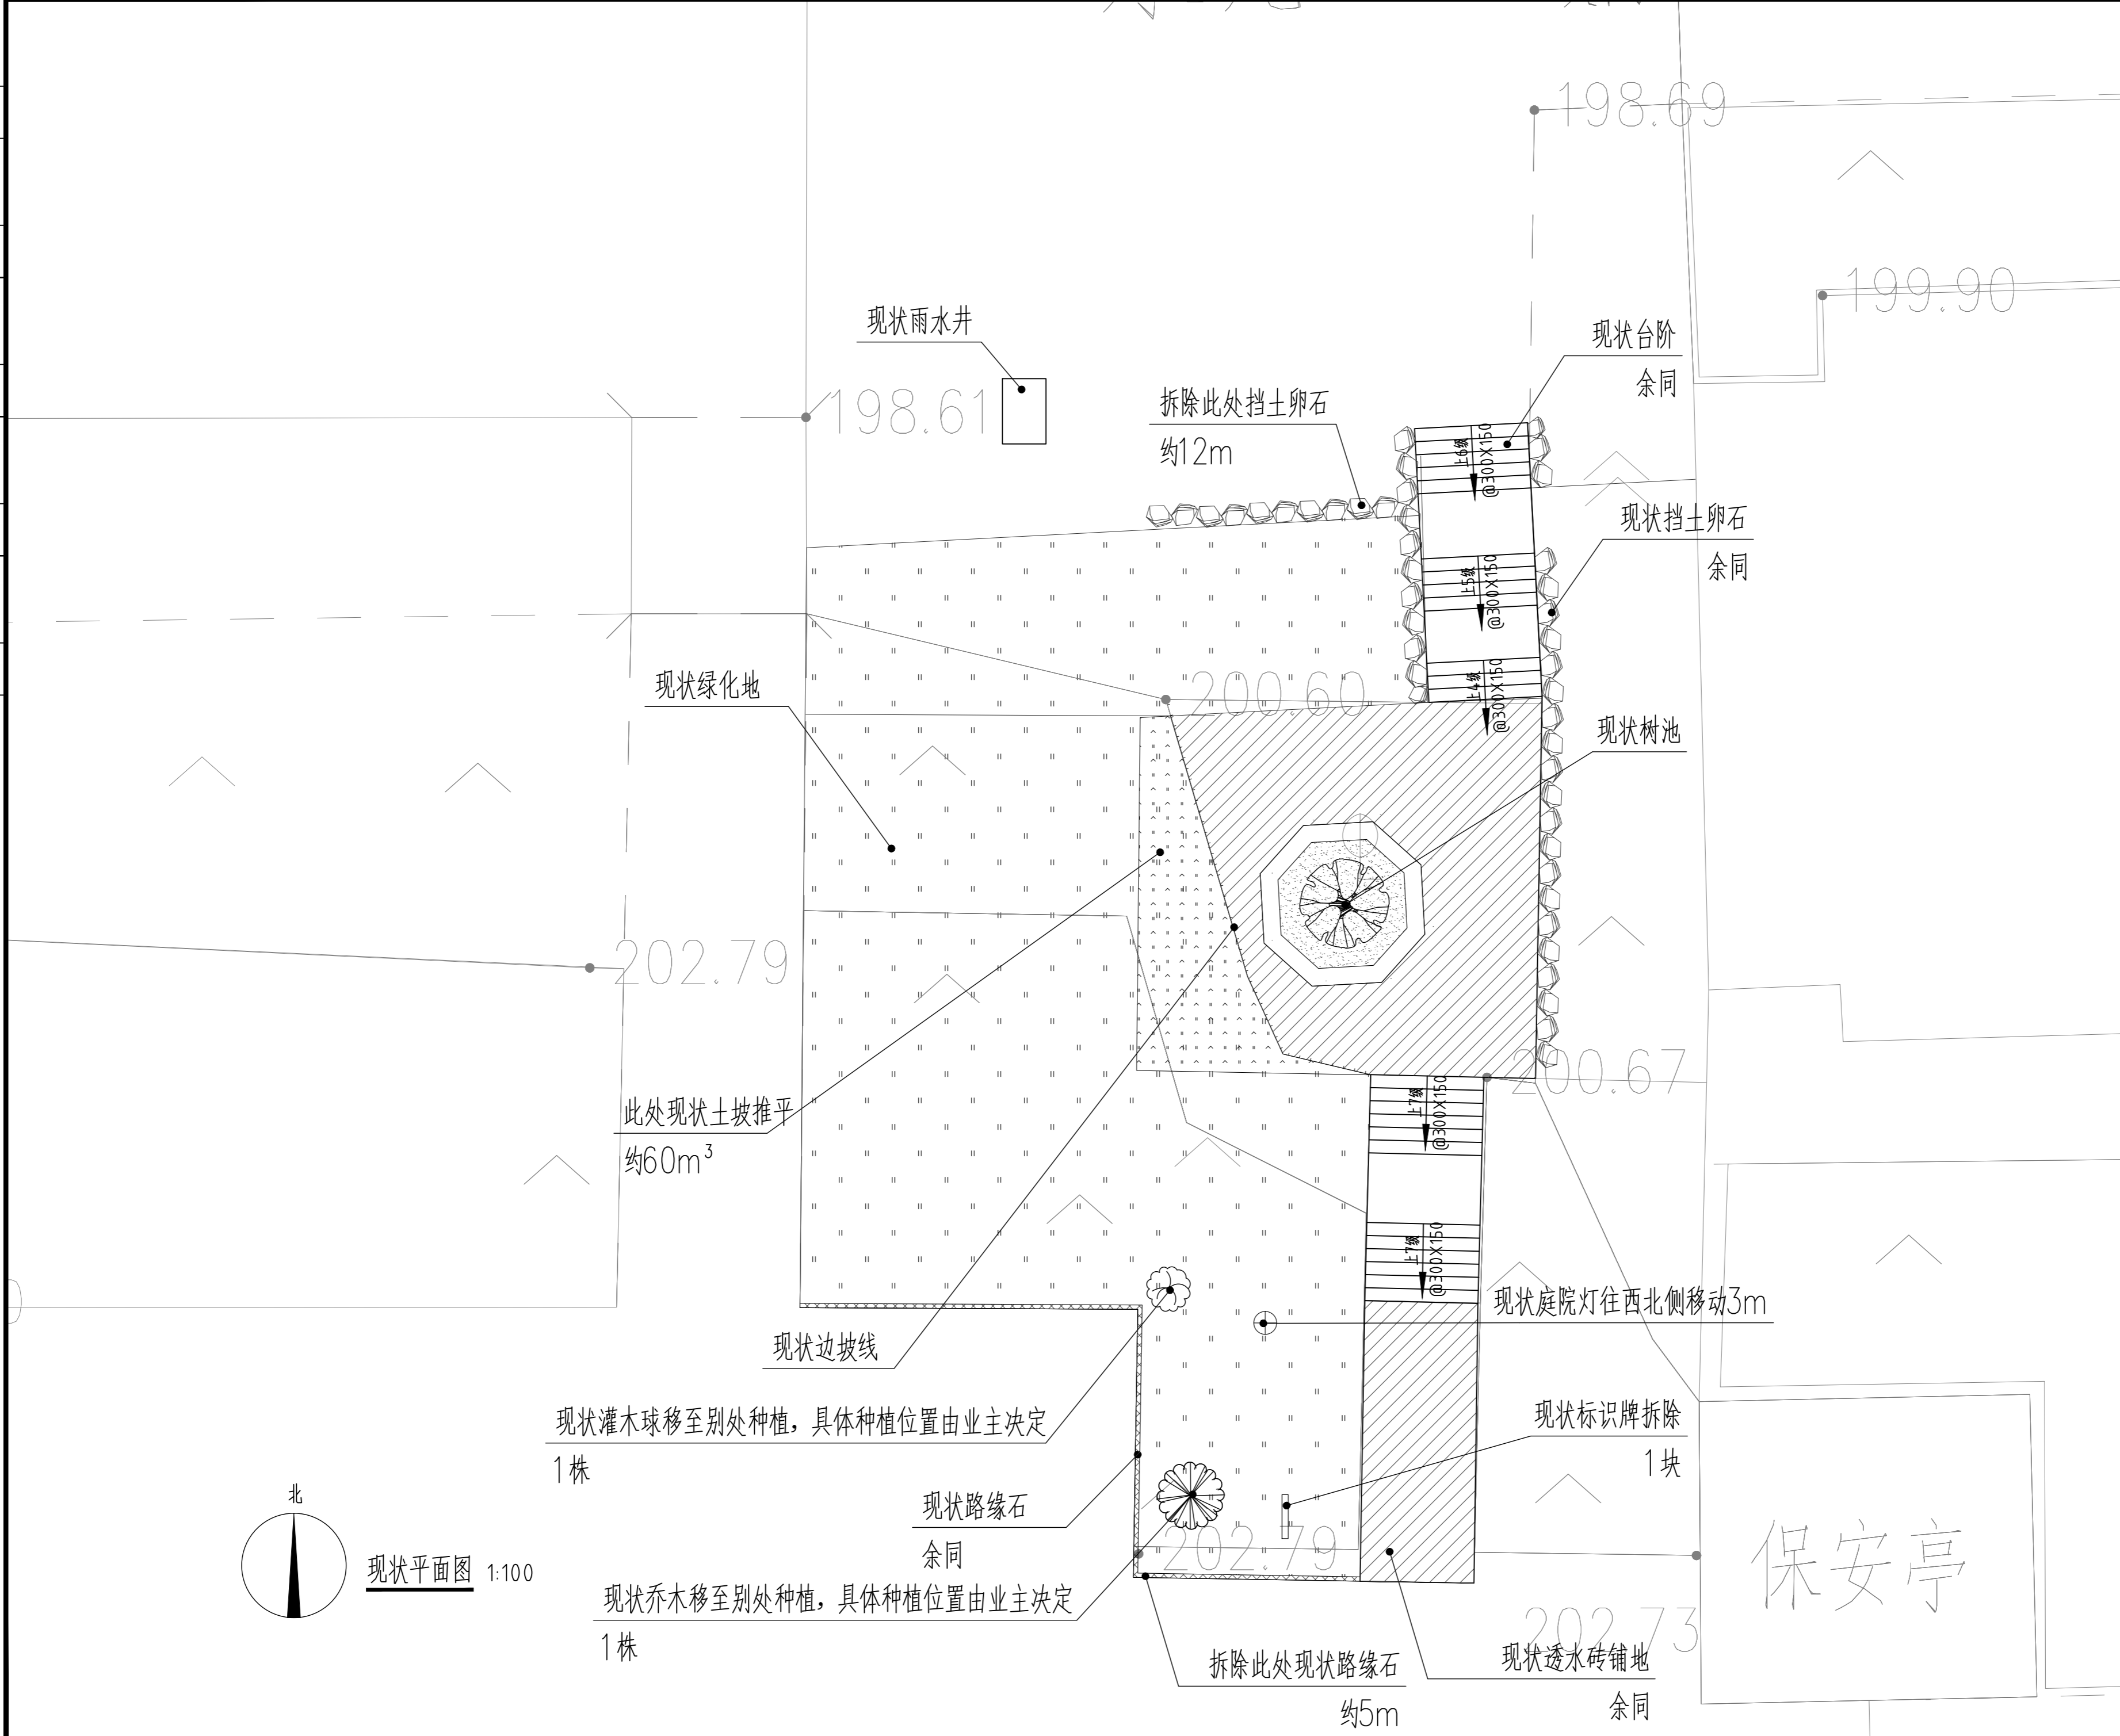 198.69
199.90
现状雨水井
198.61
现状台阶
余同
拆除此处挡土卵石
约12m
上6级
@300X150
现状挡土卵石
余同
上5级
@300X150
上4级
@300X150
现状绿化地
200.60
现状树池
202.79
200.67
此处现状土坡推平
约60m³
上7级
@300X150
上7级
@300X150
现状庭院灯往西北侧移动3m
现状边坡线
现状灌木球移至别处种植，具体种植位置由业主决定
1株
现状标识牌拆除
1块
现状路缘石
余同
202.79
保安亭
北
现状平面图 1:100
现状乔木移至别处种植，具体种植位置由业主决定
1株
202.73
拆除此处现状路缘石
约5m
现状透水砖铺地
余同